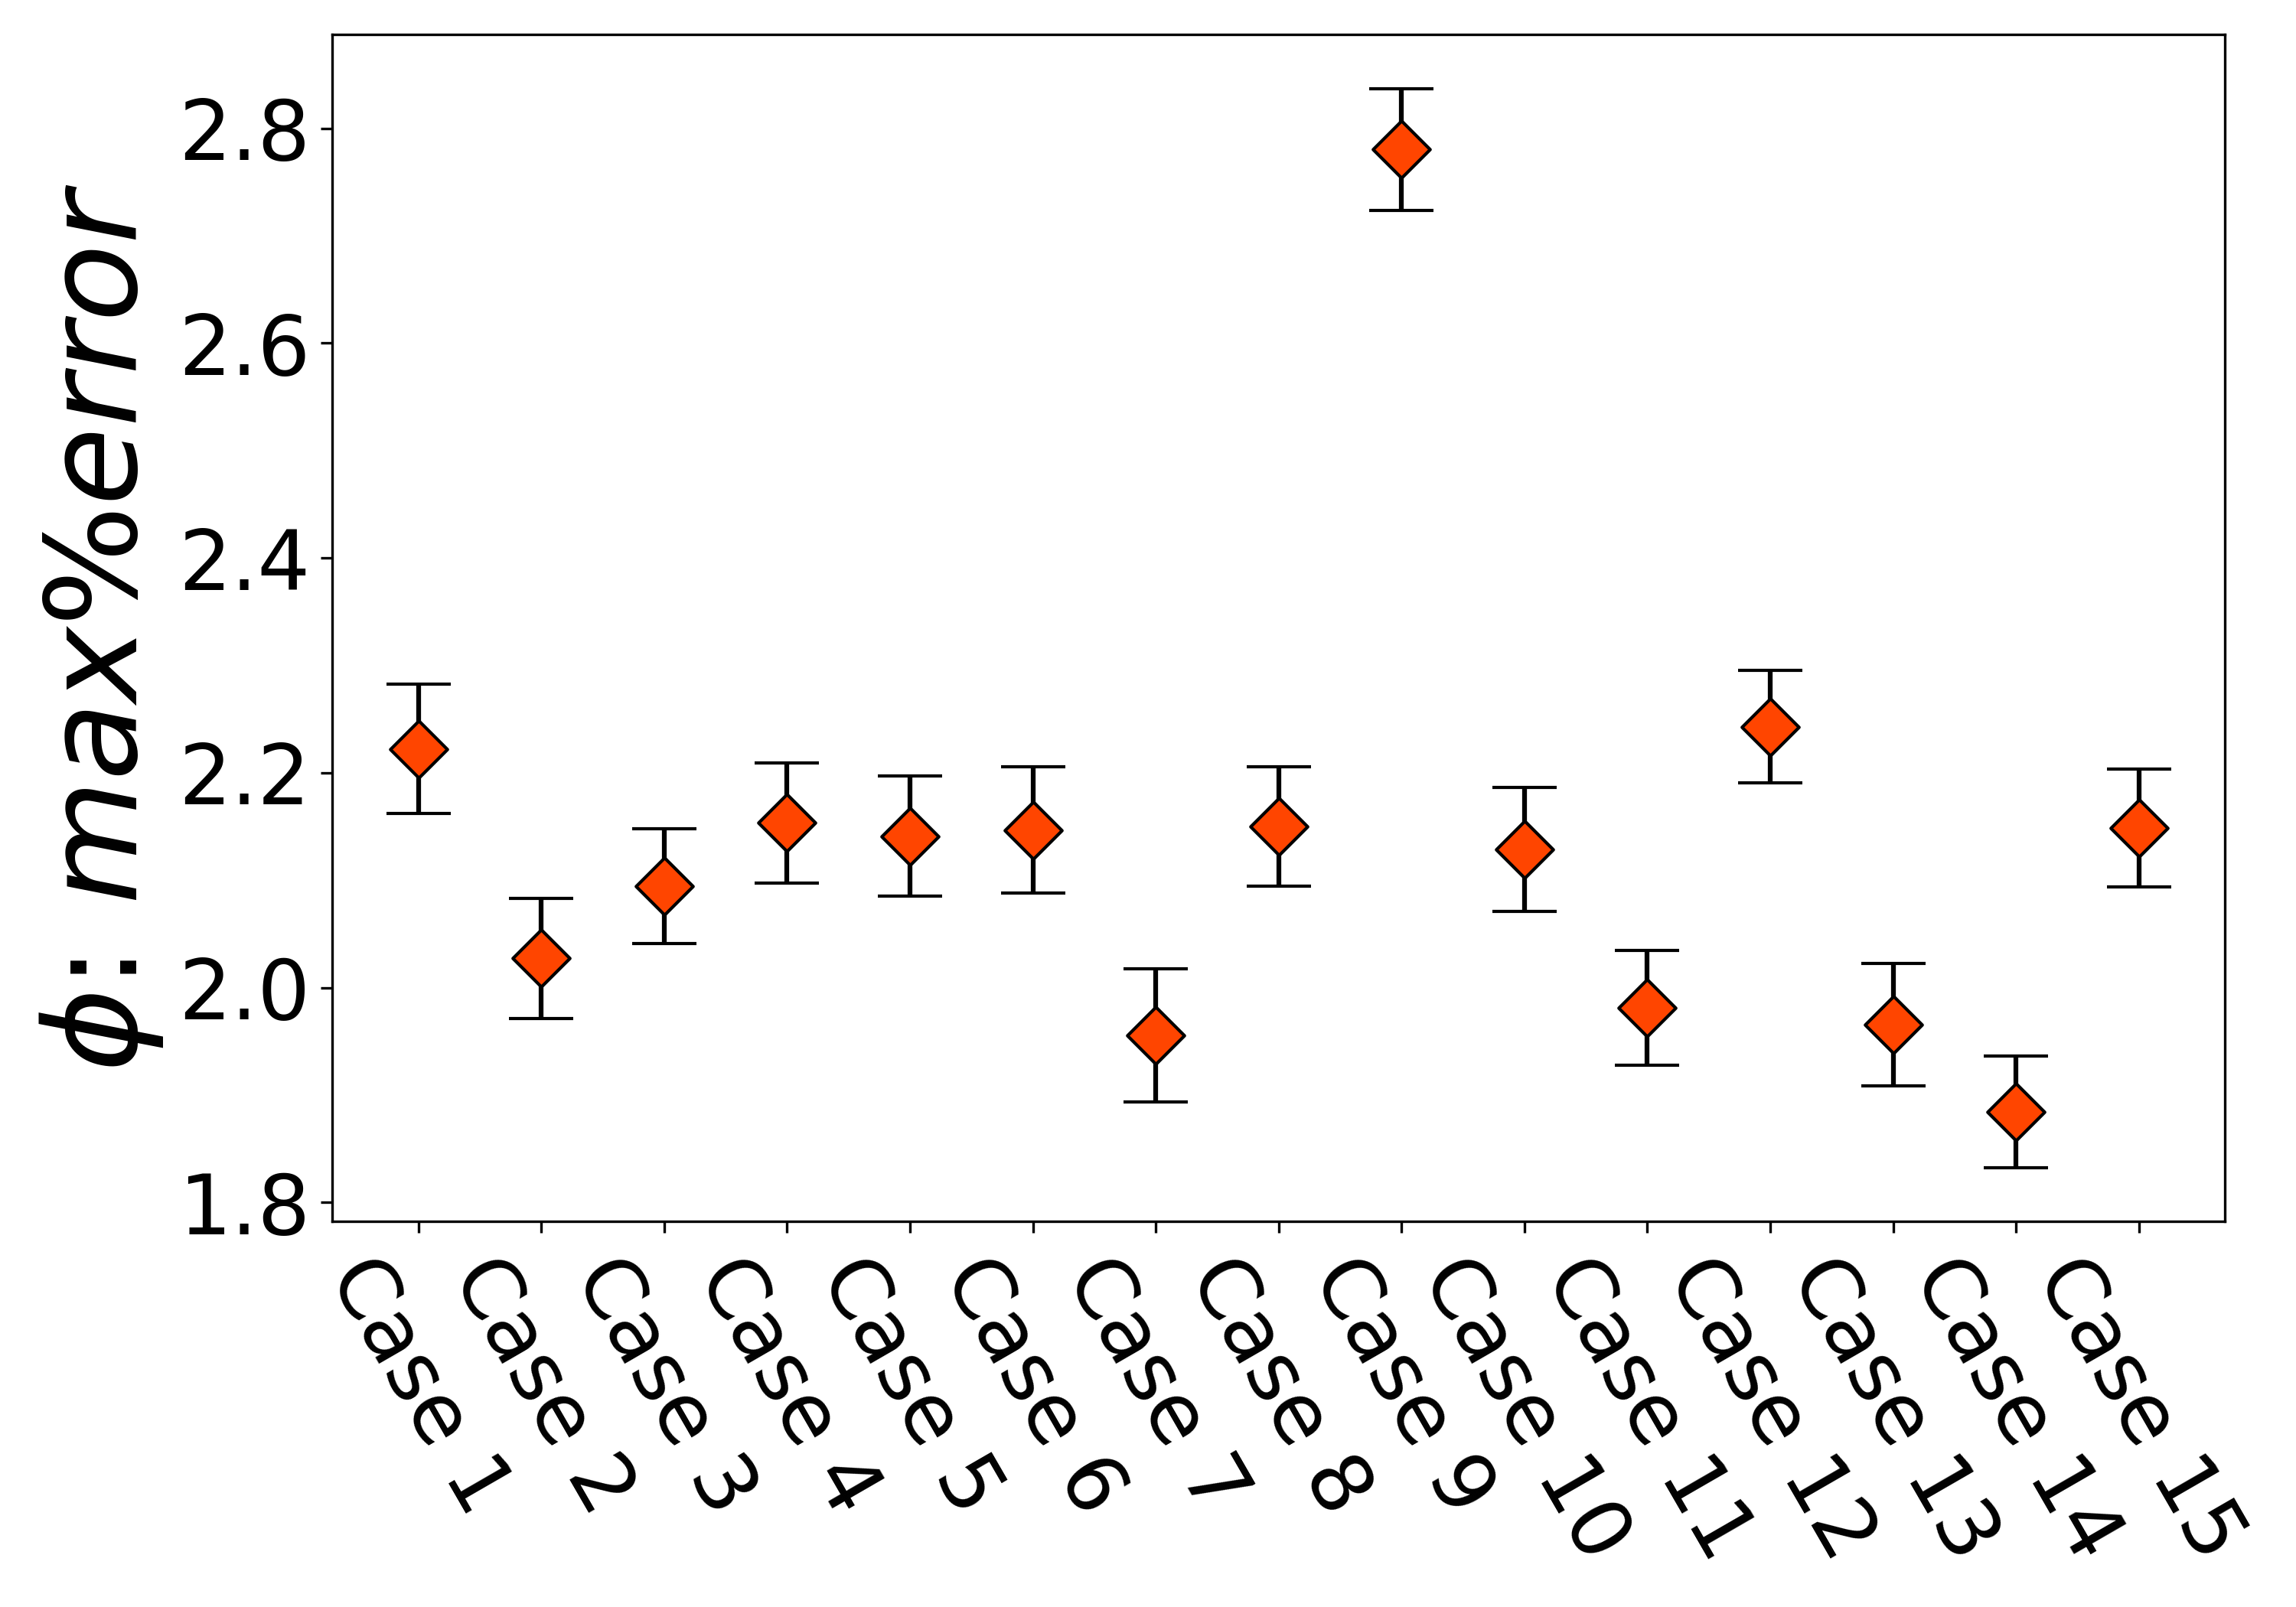 ϕ: max%error
2.8
2.6
2.4
2.2
2.0
1.8
Case 1
Case 2
Case 3
Case 4
Case 5
Case 6
Case 7
Case 8
Case 9
Case 10
Case 11
Case 12
Case 13
Case 14
Case 15